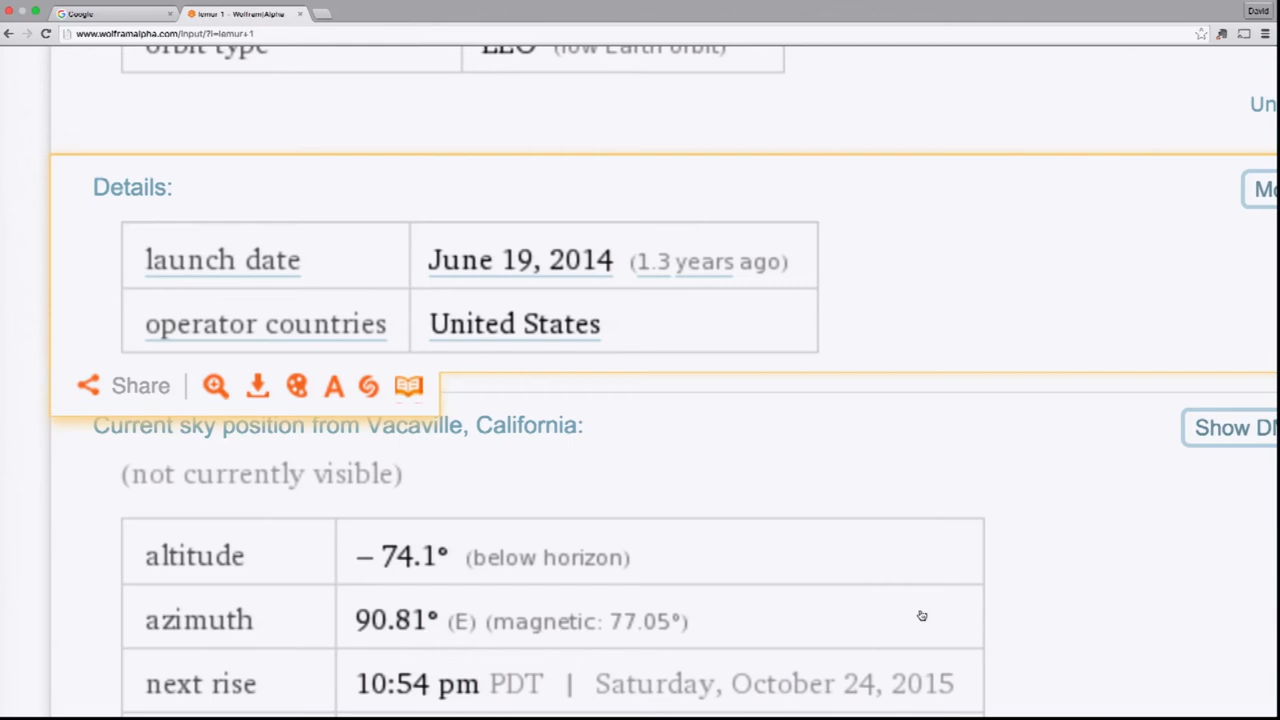 Google
lemur 1 - Wolfram|Alpha
David
www.wolframalpha.com/input/?i=lemur+1
orbit type LEO (low Earth orbit)
Un
Details:
Mo
launch date June 19, 2014 (1.3 years ago)
operator countries United States
Share A
Current sky position from Vacaville, California:
Show DM
(not currently visible)
altitude – 74.1° (below horizon)
azimuth 90.81° (E) (magnetic: 77.05°)
next rise 10:54 pm PDT | Saturday, October 24, 2015